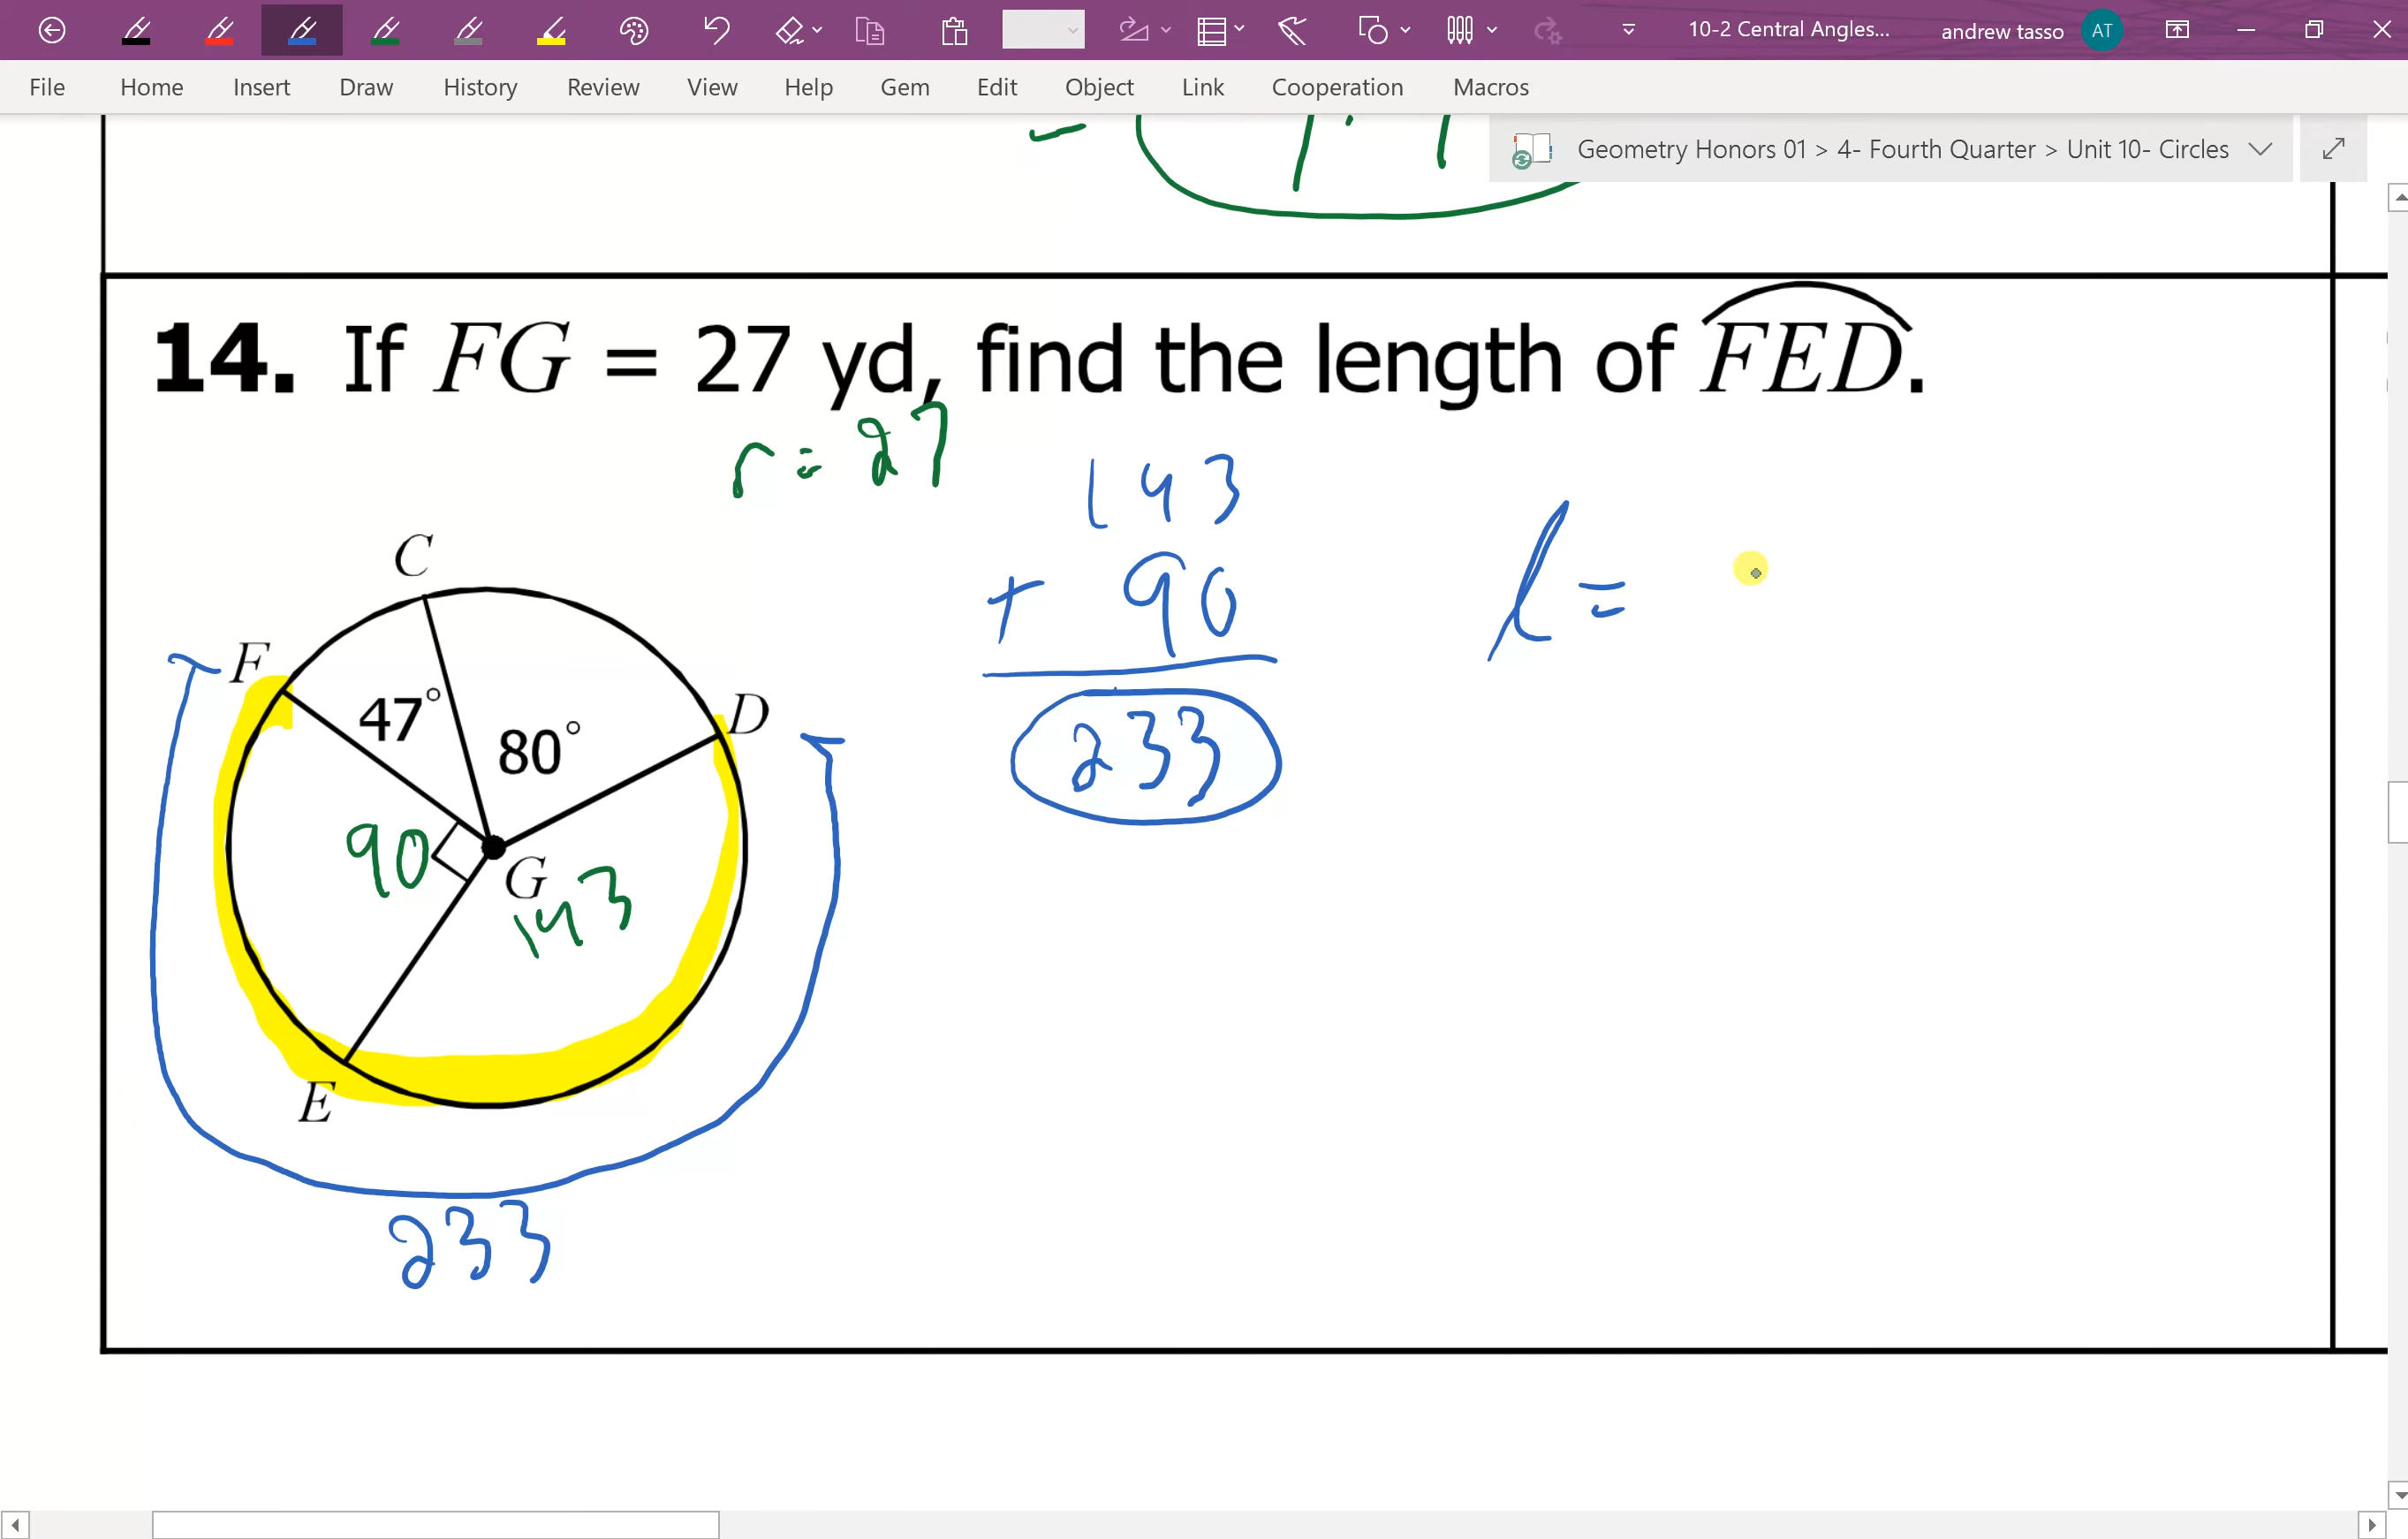 10-2 Central Angles... andrew tasso AT
File Home Insert Draw History Review View Help Gem Edit Object Link Cooperation Macros
Geometry Honors 01 > 4- Fourth Quarter > Unit 10- Circles
14. If FG = 27 yd, find the length of FED.
r = 27
143
+ 90
233
l =
C
F
47°
D
80°
90
G
143
E
233